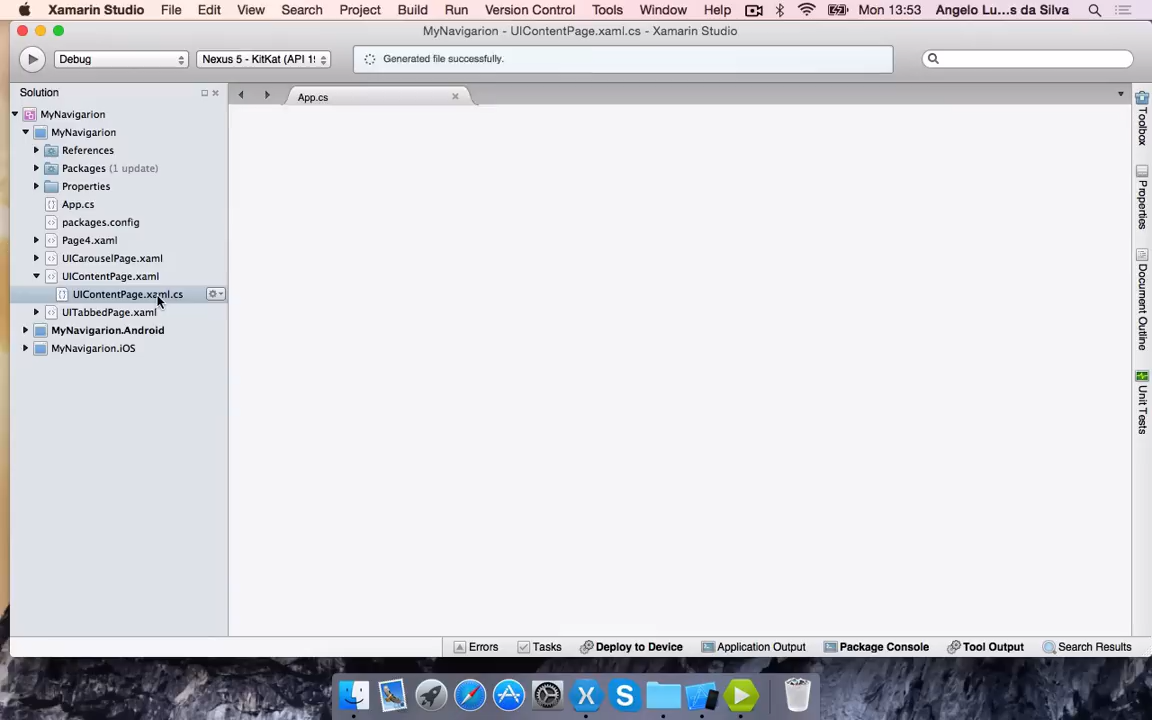 Xamarin Studio File Edit View Search Project Build Run Version Control Tools Window Help Mon 13:53 Angelo Lu...s da Silva
MyNavigarion - UIContentPage.xaml.cs - Xamarin Studio
Debug Nexus 5 - KitKat (API 1! Generated file successfully.
Solution
App.cs
MyNavigarion
MyNavigarion
References
Packages (1 update)
Properties
App.cs
packages.config
Page4.xaml
UICarouselPage.xaml
UIContentPage.xaml
UIContentPage.xaml.cs
UITabbedPage.xaml
MyNavigarion.Android
MyNavigarion.iOS
Toolbox
Properties
Document Outline
Unit Tests
Errors Tasks Deploy to Device Application Output Package Console Tool Output Search Results